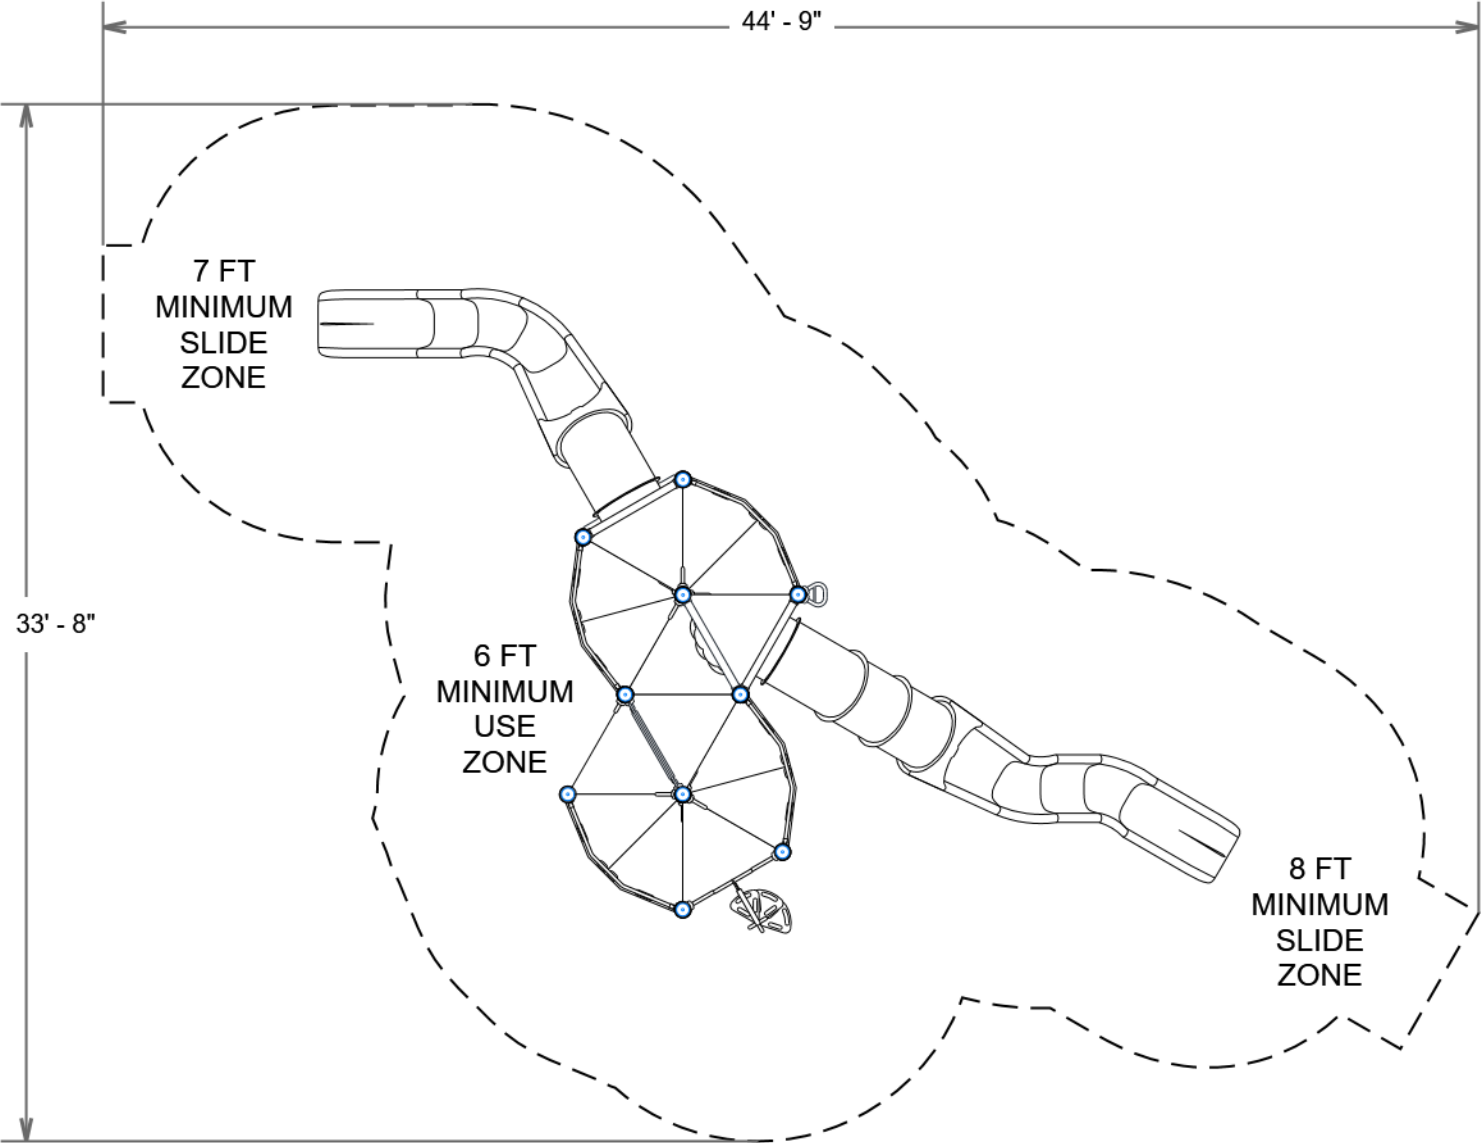 44' - 9"
7 FT
MINIMUM
SLIDE
ZONE
33' - 8"
6 FT
MINIMUM
USE
ZONE
8 FT
MINIMUM
SLIDE
ZONE